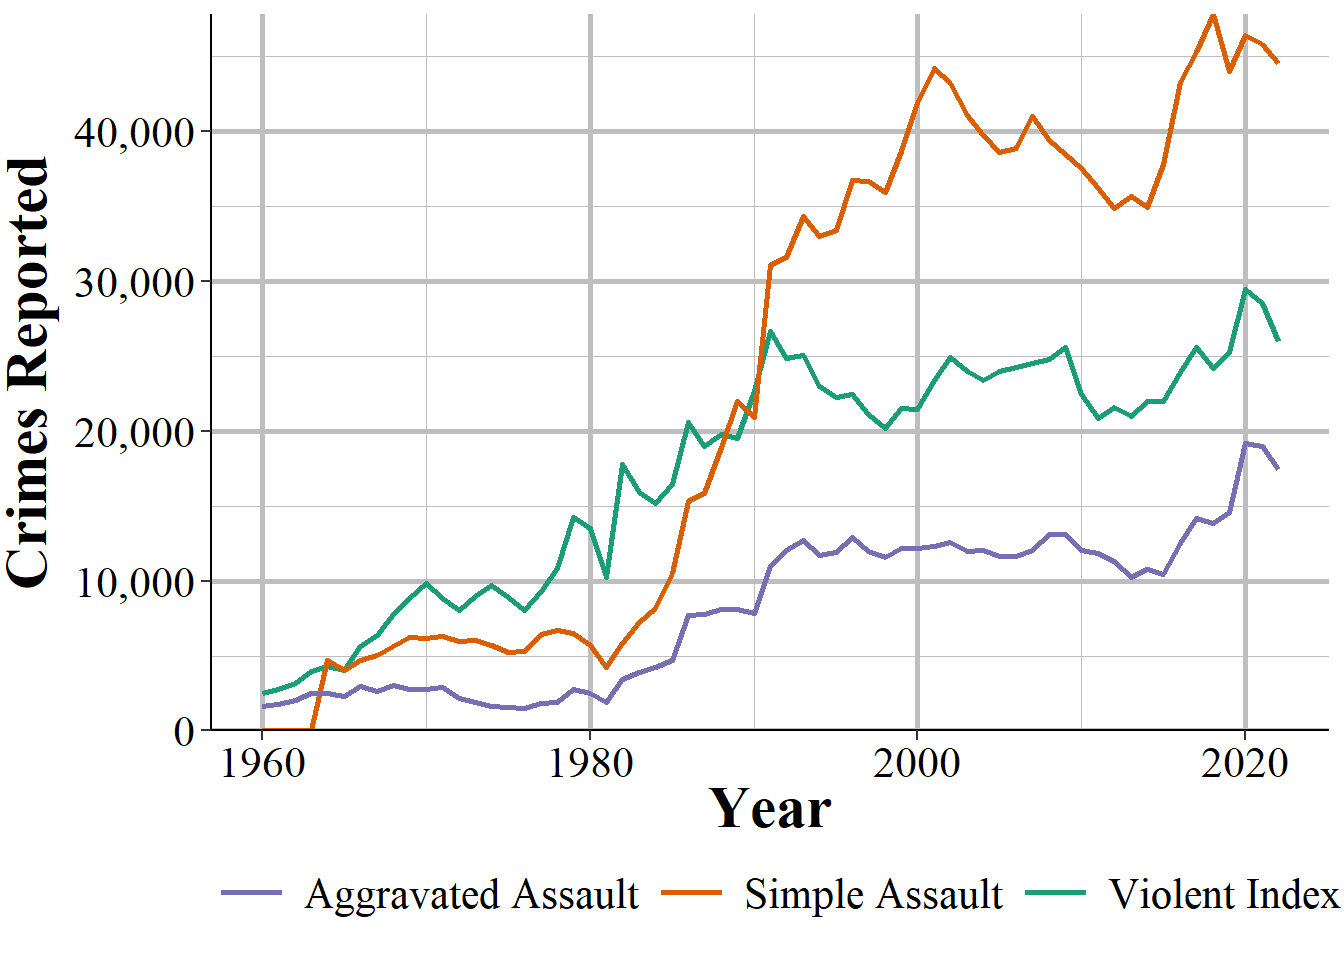 Crimes Reported
40,000
30,000
20,000
10,000
0
1960 1980 2000 2020
Year
Aggravated Assault Simple Assault Violent Index